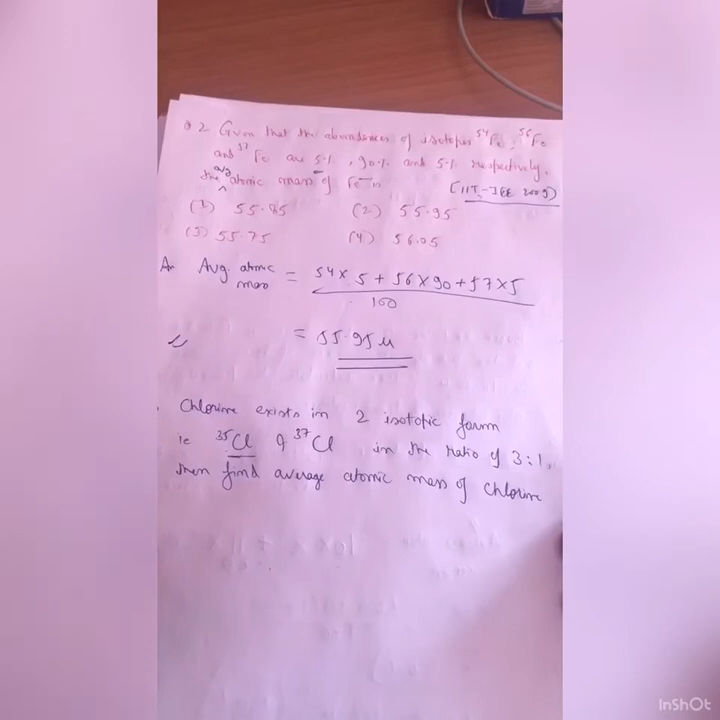 Q 2 Given that the abundances of isotopes ⁵⁴Fe, ⁵⁶Fe
and ⁵⁷Fe are 5%, 90% and 5% respectively,
the avg atomic mass of Fe is
(IIT-JEE 2009)
(1) 55.85 (2) 55.95
(3) 55.75 (4) 56.05
A Avg. atomic mass = 54 × 5 + 56 × 90 + 57 × 5
100
= 55.95 u
Chlorine exists in 2 isotopic form
ie ³⁵Cl & ³⁷Cl in the ratio of 3:1,
then find average atomic mass of Chlorine
InShOt